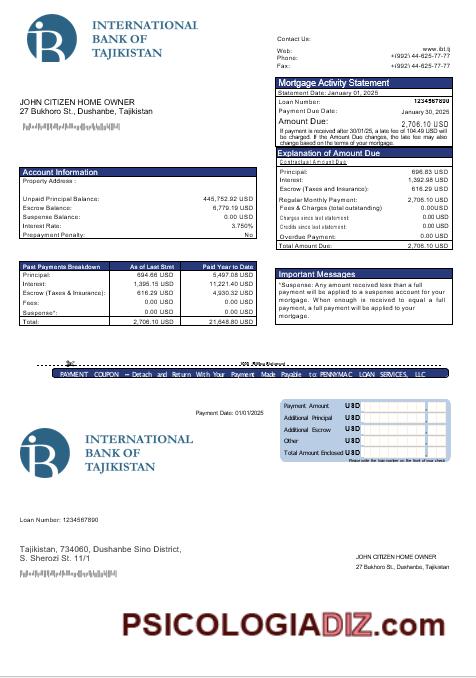 INTERNATIONAL
BANK OF
TAJIKISTAN
Contact Us:
Web: www.ibt.tj
Phone: +(992) 44-625-77-77
Fax: +(992) 44-625-77-77
Mortgage Activity Statement
Statement Date: January 01, 2025
Loan Number: 1234567890
Payment Due Date: January 30, 2025
Amount Due: 2,706.10 USD
If payment is received after 30/01/25, a late fee of 104.49 USD will
be charged. If the Amount Due changes, the late fee may also
change based on the terms of your mortgage.
JOHN CITIZEN HOME OWNER
27 Bukhoro St., Dushanbe, Tajikistan
Explanation of Amount Due
Contractual Amount Due
Principal: 696.83 USD
Interest: 1,392.98 USD
Escrow (Taxes and Insurance): 616.29 USD
Regular Monthly Payment: 2,706.10 USD
Fees & Charges (total outstanding) 0.00USD
Charges since last statement: 0.00 USD
Credits since last statement: 0.00 USD
Overdue Payment: 0.00 USD
Total Amount Due: 2,706.10 USD
Account Information
Property Address :
Unpaid Principal Balance: 445,752.92 USD
Escrow Balance: 6,779.19 USD
Suspense Balance: 0.00 USD
Interest Rate: 3.750%
Prepayment Penalty: No
Past Payments Breakdown As of Last Stmt Paid Year to Date
Principal: 694.66 USD 5,497.08 USD
Interest: 1,395.15 USD 11,221.40 USD
Escrow (Taxes & Insurance): 616.29 USD 4,930.32 USD
Fees: 0.00 USD 0.00 USD
Suspense*: 0.00 USD 0.00 USD
Total: 2,706.10 USD 21,648.80 USD
Important Messages
*Suspense: Any amount received less than a full
payment will be applied to a suspense account for your
mortgage. When enough is received to equal a full
payment, a full payment will be applied to your
mortgage.
PAYMENT COUPON – Detach and Return With Your Payment Made Payable to: PENNYMAC LOAN SERVICES, LLC
Payment Date: 01/01/2025
Payment Amount USD
Additional Principal USD
Additional Escrow USD
Other USD
Total Amount Enclosed USD
Please write the loan number on the front of your check
INTERNATIONAL
BANK OF
TAJIKISTAN
Loan Number: 1234567890
Tajikistan, 734060, Dushanbe Sino District,
S. Sherozi St. 11/1
JOHN CITIZEN HOME OWNER
27 Bukhoro St., Dushanbe, Tajikistan
PSICOLOGIADIZ.com